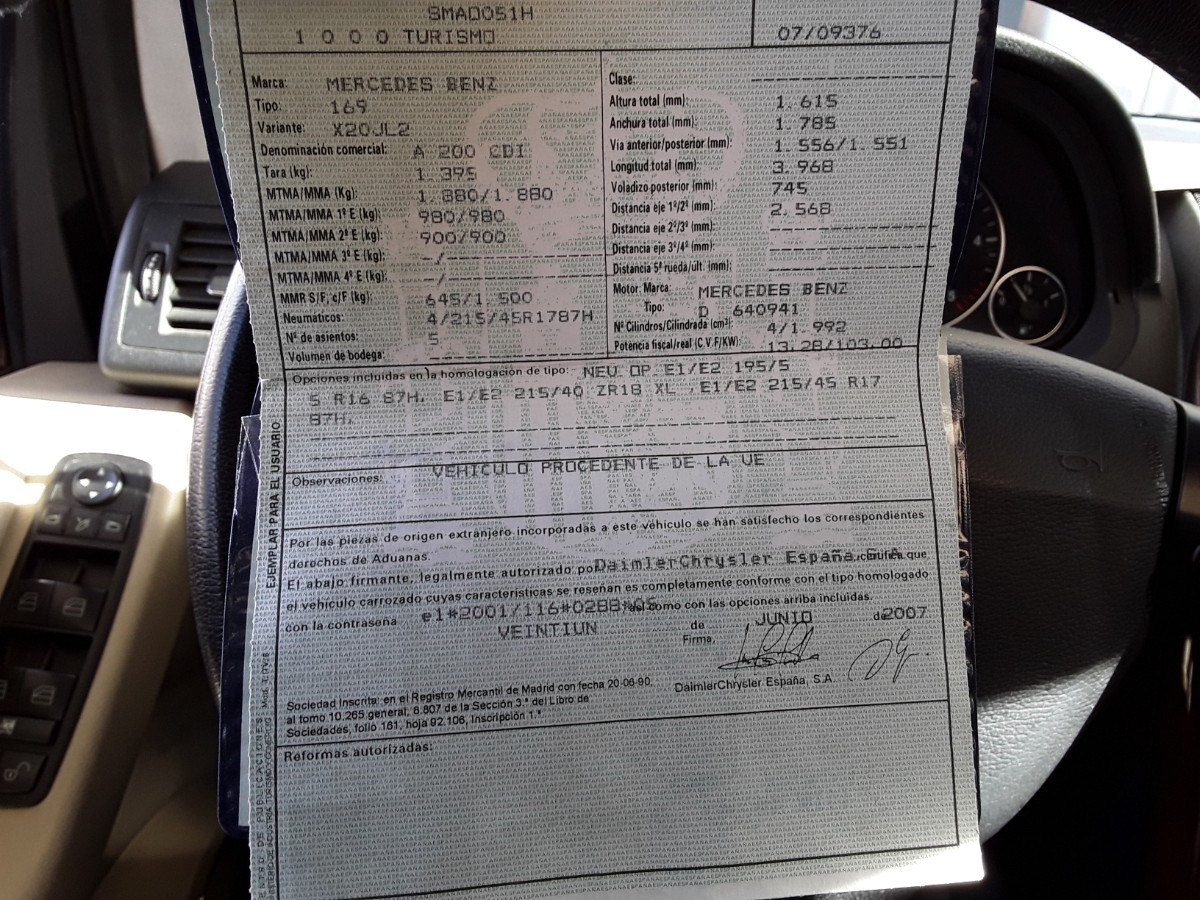 SMAD051H
1 0 0 0 TURISMO
07/09376
Marca: MERCEDES BENZ
Tipo: 169
Variante: X20JL2
Denominación comercial: A 200 CDI
Tara (kg): 1.395
MTMA/MMA (Kg): 1.880/1.880
MTMA/MMA 1º E (kg): 980/980
MTMA/MMA 2º E (kg): 900/900
MTMA/MMA 3º E (kg): -/-
MTMA/MMA 4º E (kg): -/-
MMR S/F, c/F (kg): 645/1.500
Neumáticos: 4/215/45R1787H
Nº de asientos: 5
Volumen de bodega:
Clase:
Altura total (mm): 1.615
Anchura total (mm): 1.785
Via anterior/posterior (mm): 1.556/1.551
Longitud total (mm): 3.968
Voladizo posterior (mm): 745
Distancia eje 1º/2º (mm): 2.568
Distancia eje 2º/3º (mm):
Distancia eje 3º/4º (mm):
Distancia 5ª rueda/ult. (mm):
Motor: Marca: MERCEDES BENZ
Tipo: D 640941
Nº Cilindros/Cilindrada (cm³): 4/1.992
Potencia fiscal/real (C.V.F/KW): 13.28/103.00
Opciones incluidas en la homologación de tipo: NEU.OP.E1/E2 195/5
5 R16 87H, E1/E2 215/40 ZR18 XL ,E1/E2 215/45 R17
87H,
Observaciones: VEHICULO PROCEDENTE DE LA UE
EJEMPLAR PARA EL USUARIO:
Por las piezas de origen extranjero incorporadas a este vehículo se han satisfecho los correspondientes
derechos de Aduanas.
El abajo firmante, legalmente autorizado por DaimlerChrysler España,S.A. certifica que
el vehículo carrozado cuyas características se reseñan es completamente conforme con el tipo homologado
con la contraseña e1*2001/116*0288*05 así como con las opciones arriba incluidas.
VEINTIUN de JUNIO de 2007
Firma,
DaimlerChrysler España, S.A.
Sociedad Inscrita: en el Registro Mercantil de Madrid con fecha 20-06-90,
al tomo 10.265 general, 8.807 de la Sección 3.ª del Libro de
Sociedades, folio 161, hoja 92.106, Inscripción 1.ª
Reformas autorizadas: